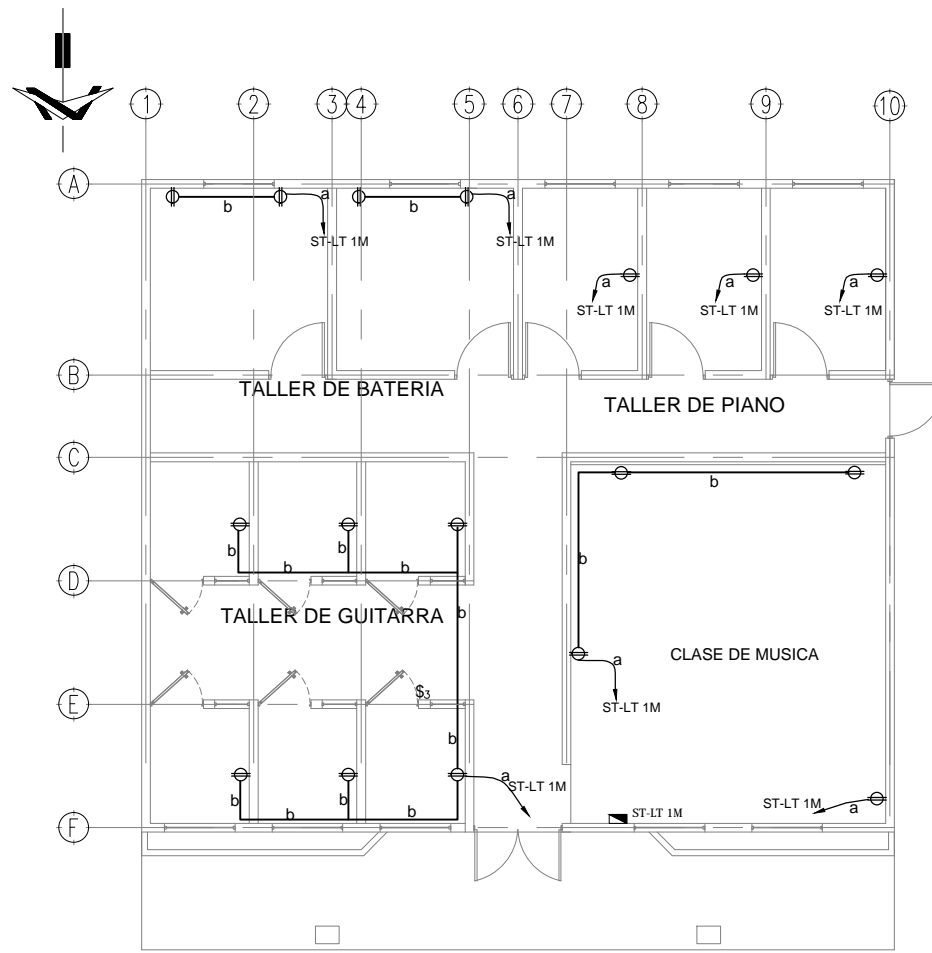 1 2 3 4 5 6 7 8 9 10
A
a a
b b
ST-LT 1M ST-LT 1M
a a a
ST-LT 1M ST-LT 1M ST-LT 1M
B
TALLER DE BATERIA
TALLER DE PIANO
C
b
b b b
b b
D
TALLER DE GUITARRA
b
CLASE DE MUSICA
a
$3
E
ST-LT 1M
b
a
ST-LT 1M
b b
ST-LT 1M
a
b b
ST-LT 1M
F